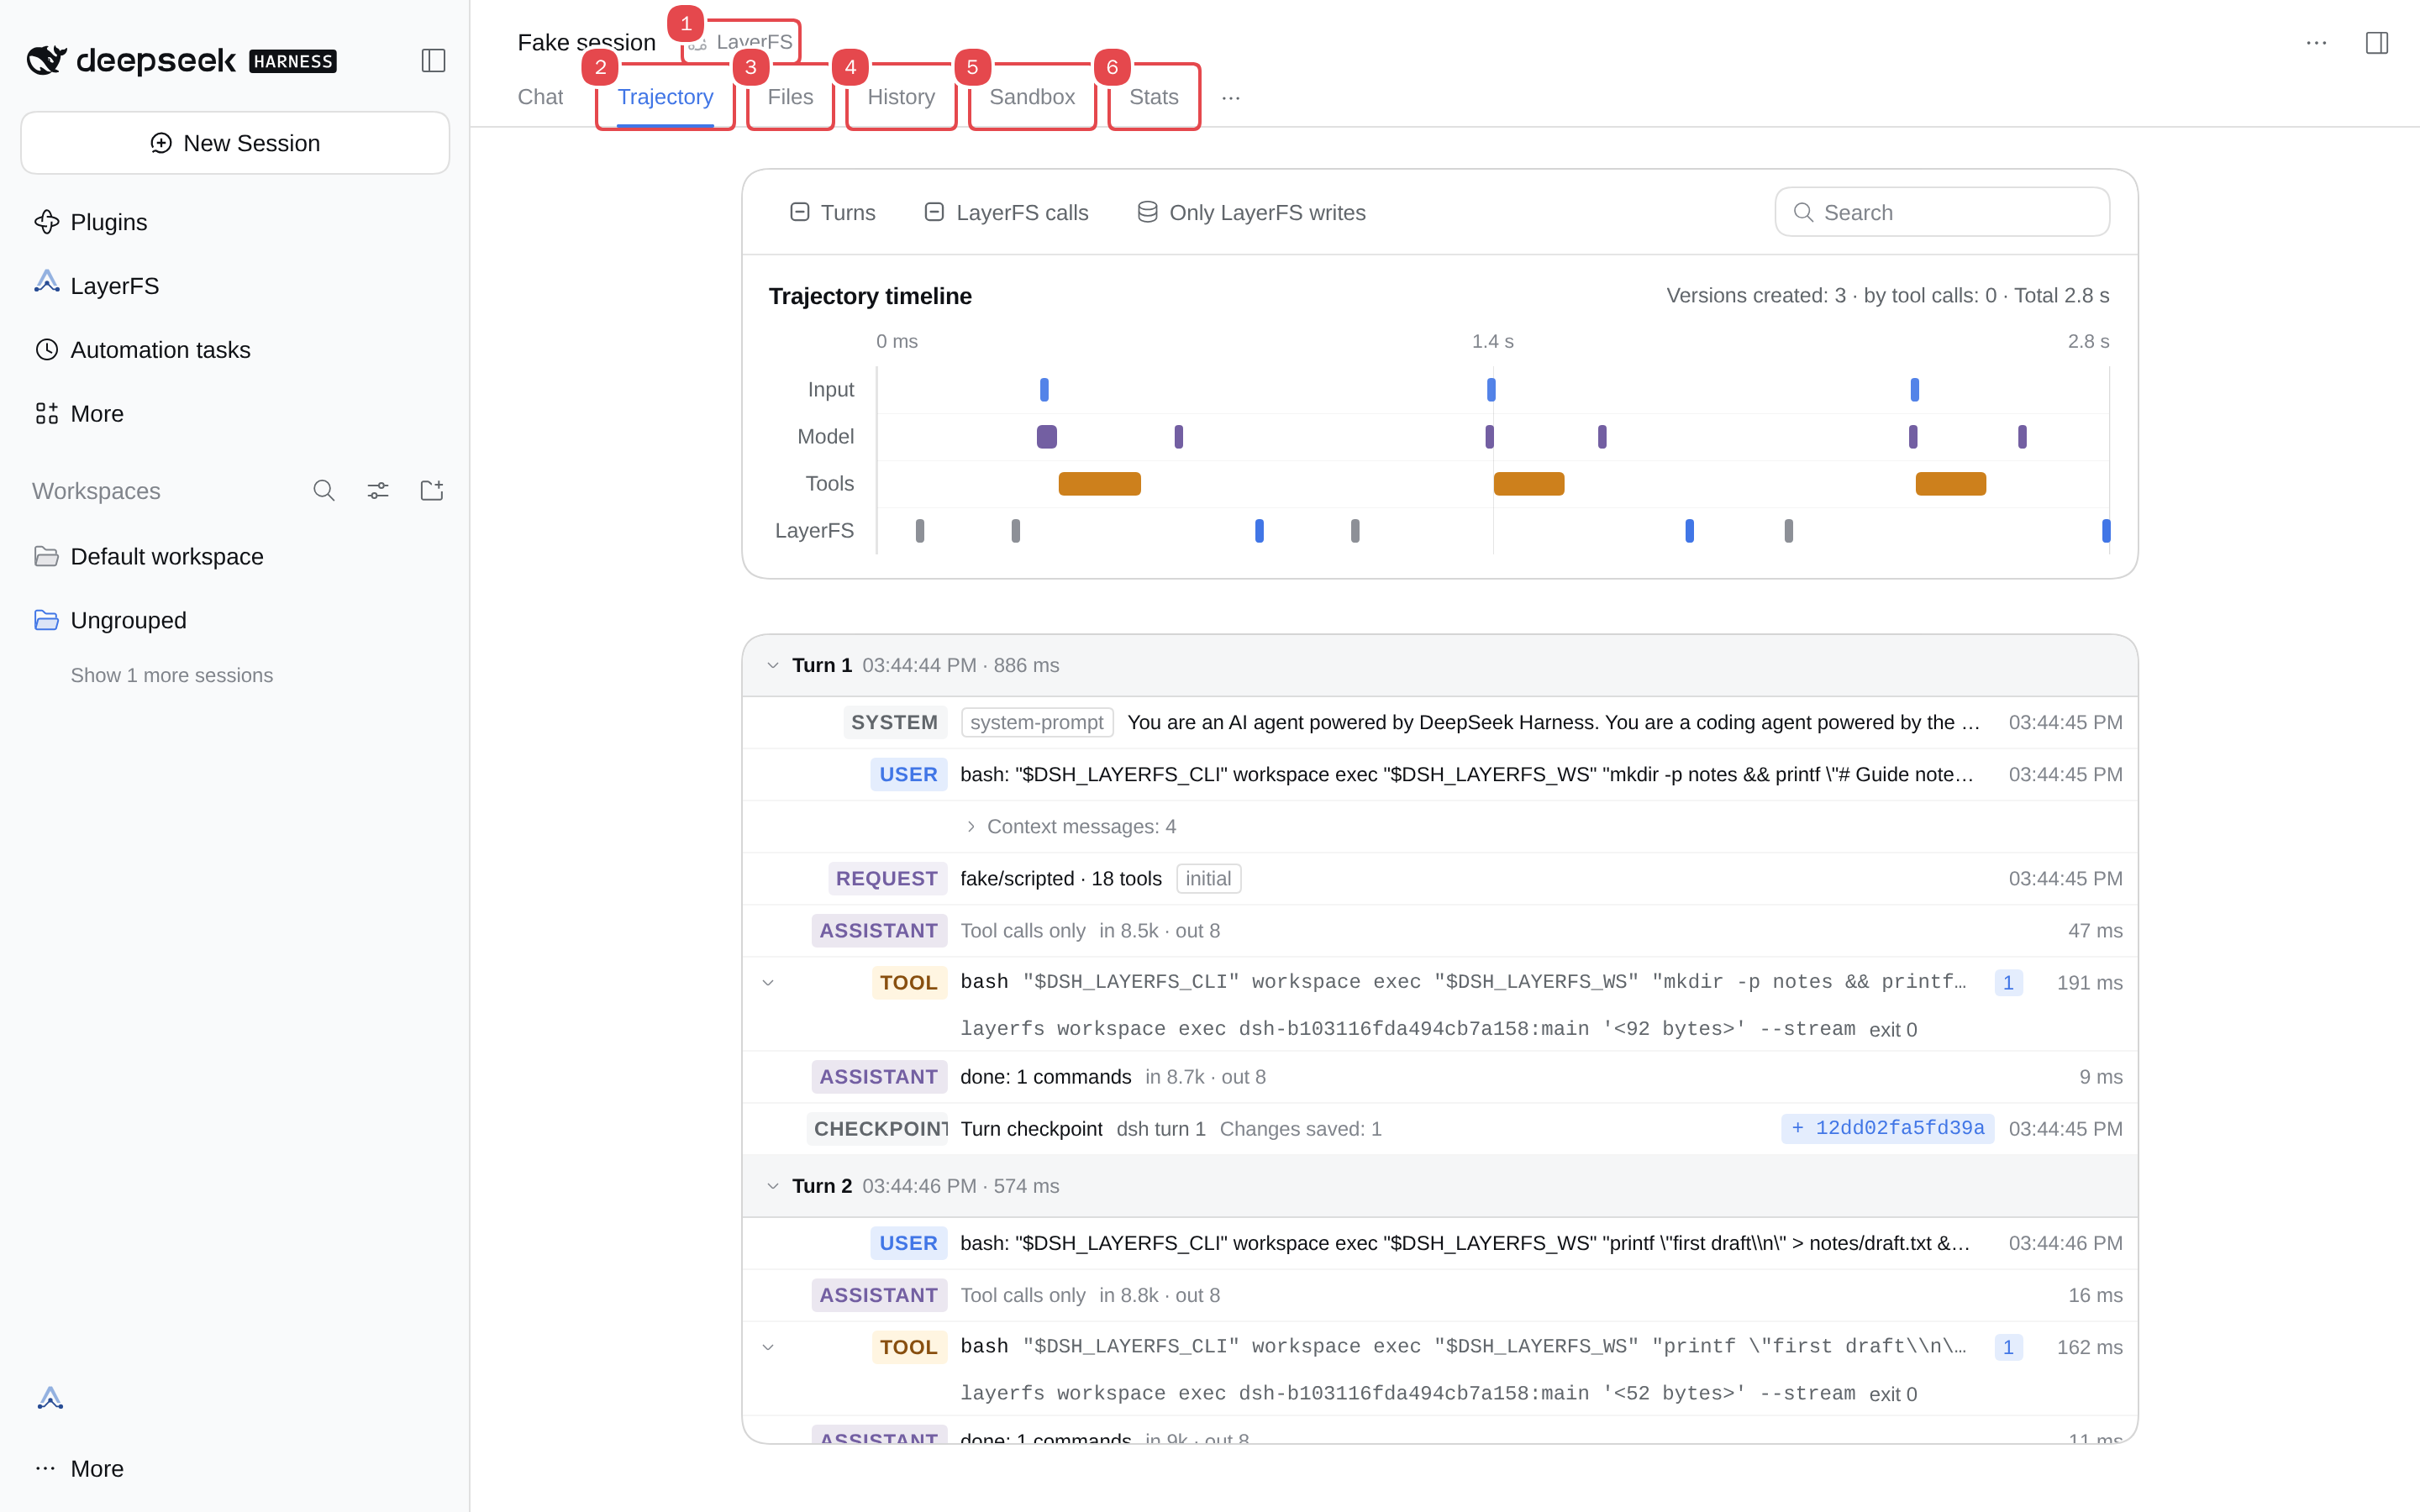 deepseek HARNESS
New Session
Plugins
LayerFS
Automation tasks
More
Workspaces
Default workspace
Ungrouped
Show 1 more sessions
More
Fake session
1
LayerFS
2
3
4
5
6
Chat
Trajectory
Files
History
Sandbox
Stats
Turns
LayerFS calls
Only LayerFS writes
Search
Trajectory timeline
Versions created: 3 · by tool calls: 0 · Total 2.8 s
0 ms
1.4 s
2.8 s
Input
Model
Tools
LayerFS
Turn 1 03:44:44 PM · 886 ms
SYSTEM system-prompt You are an AI agent powered by DeepSeek Harness. You are a coding agent powered by the … 03:44:45 PM
USER bash: "$DSH_LAYERFS_CLI" workspace exec "$DSH_LAYERFS_WS" "mkdir -p notes && printf \"# Guide note… 03:44:45 PM
Context messages: 4
REQUEST fake/scripted · 18 tools initial 03:44:45 PM
ASSISTANT Tool calls only in 8.5k · out 8 47 ms
TOOL bash "$DSH_LAYERFS_CLI" workspace exec "$DSH_LAYERFS_WS" "mkdir -p notes && printf… 1 191 ms
layerfs workspace exec dsh-b103116fda494cb7a158:main '<92 bytes>' --stream exit 0
ASSISTANT done: 1 commands in 8.7k · out 8 9 ms
CHECKPOINT Turn checkpoint dsh turn 1 Changes saved: 1 + 12dd02fa5fd39a 03:44:45 PM
Turn 2 03:44:46 PM · 574 ms
USER bash: "$DSH_LAYERFS_CLI" workspace exec "$DSH_LAYERFS_WS" "printf \"first draft\\n\" > notes/draft.txt &… 03:44:46 PM
ASSISTANT Tool calls only in 8.8k · out 8 16 ms
TOOL bash "$DSH_LAYERFS_CLI" workspace exec "$DSH_LAYERFS_WS" "printf \"first draft\\n\… 1 162 ms
layerfs workspace exec dsh-b103116fda494cb7a158:main '<52 bytes>' --stream exit 0
ASSISTANT done: 1 commands in 9k · out 8 11 ms